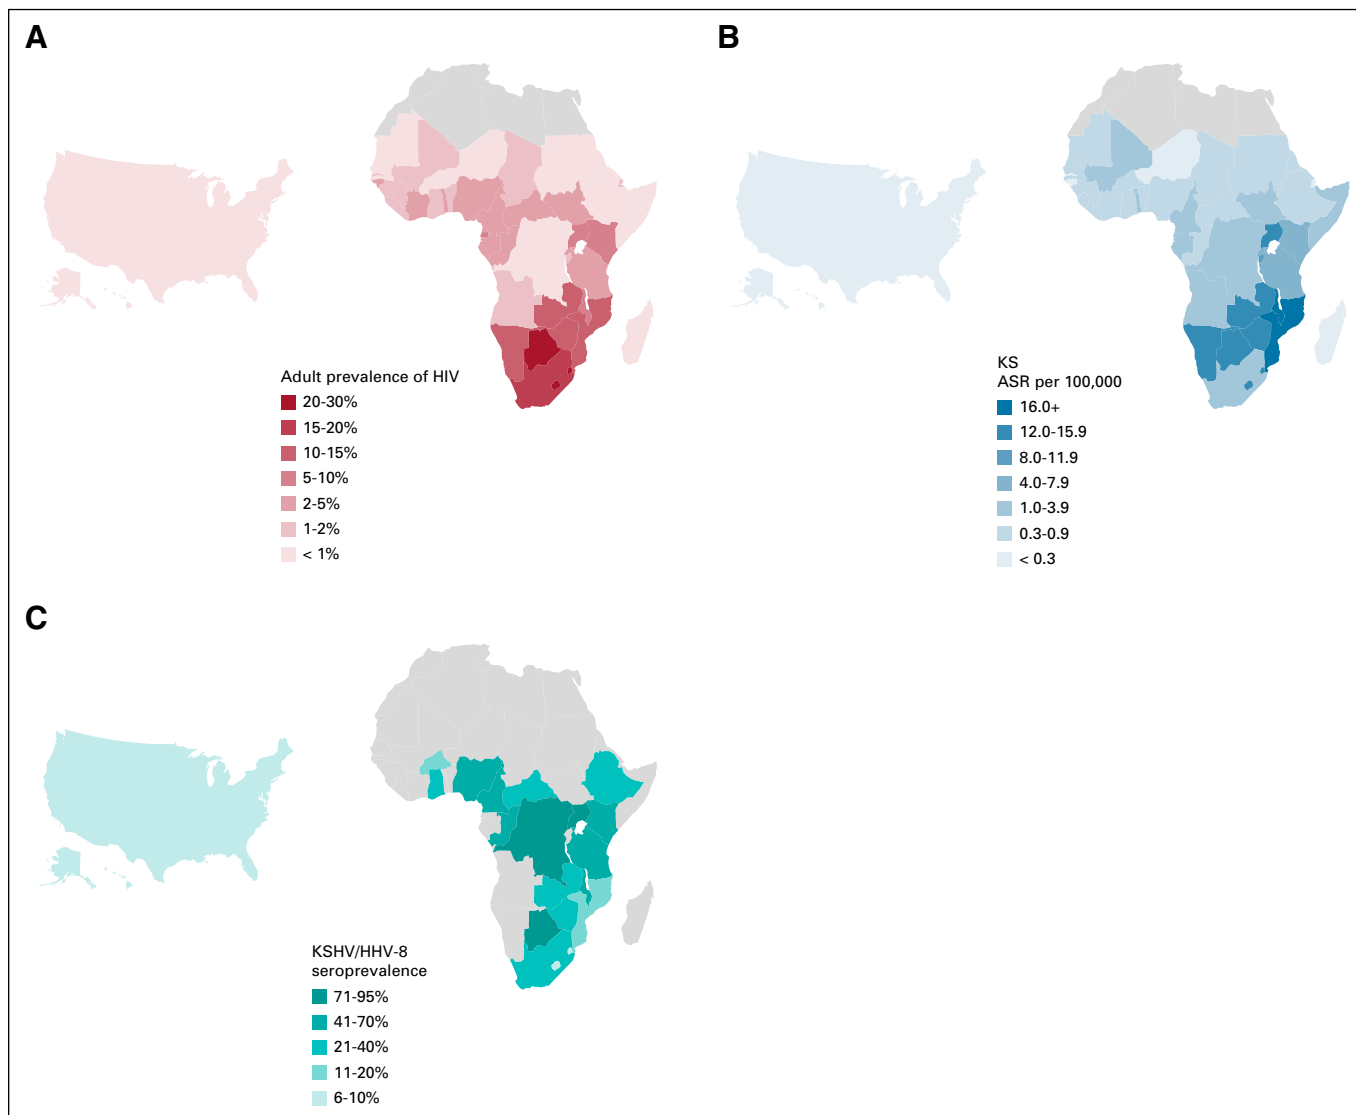 A
B
Adult prevalence of HIV
20-30%
15-20%
10-15%
5-10%
2-5%
1-2%
< 1%
KS
ASR per 100,000
16.0+
12.0-15.9
8.0-11.9
4.0-7.9
1.0-3.9
0.3-0.9
< 0.3
C
KSHV/HHV-8
seroprevalence
71-95%
41-70%
21-40%
11-20%
6-10%